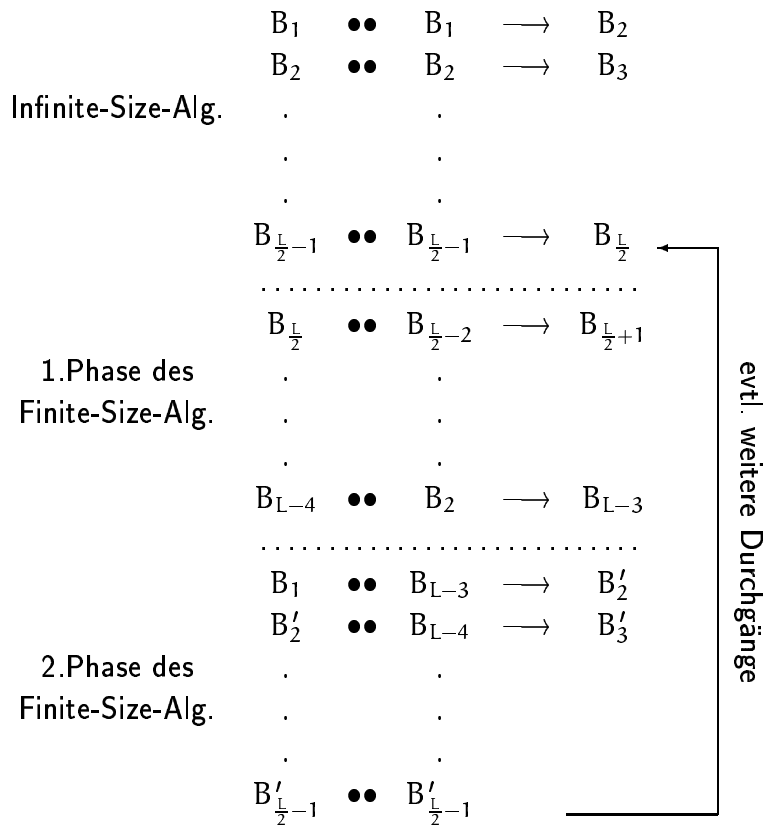 B₁ •• B₁ ⟶ B₂
B₂ •• B₂ ⟶ B₃
Infinite-Size-Alg. . .
. .
. .
B_{L/2−1} •• B_{L/2−1} ⟶ B_{L/2}
B_{L/2} •• B_{L/2−2} ⟶ B_{L/2+1}
1.Phase des . .
Finite-Size-Alg. . .
. .
B_{L−4} •• B₂ ⟶ B_{L−3}
B₁ •• B_{L−3} ⟶ B′₂
B′₂ •• B_{L−4} ⟶ B′₃
2.Phase des . .
Finite-Size-Alg. . .
. .
B′_{L/2−1} •• B′_{L/2−1}
evtl. weitere Durchgänge